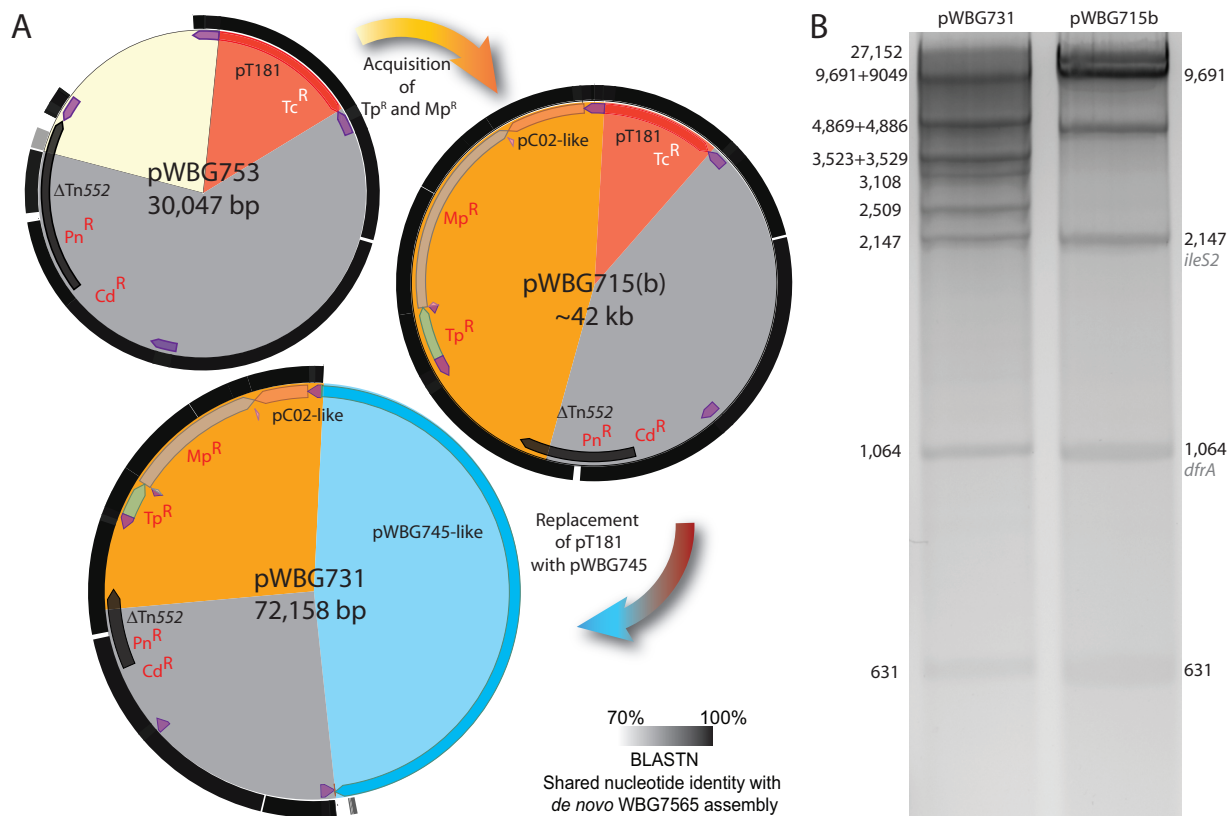 A
pT181
Tc^R
ΔTn552
pWBG753
30,047 bp
Pn^R
Cd^R
Acquisition
of
Tp^R and Mp^R
pC02-like
pT181
Tc^R
Mp^R
pWBG715(b)
~42 kb
Tp^R
ΔTn552
Pn^R
Cd^R
Replacement
of pT181
with pWBG745
pC02-like
Mp^R
Tp^R
pWBG745-like
pWBG731
72,158 bp
ΔTn552
Pn^R
Cd^R
70%
100%
BLASTN
Shared nucleotide identity with
de novo WBG7565 assembly
B
pWBG731
pWBG715b
27,152
9,691+9049
4,869+4,886
3,523+3,529
3,108
2,509
2,147
1,064
631
9,691
2,147
ileS2
1,064
dfrA
631